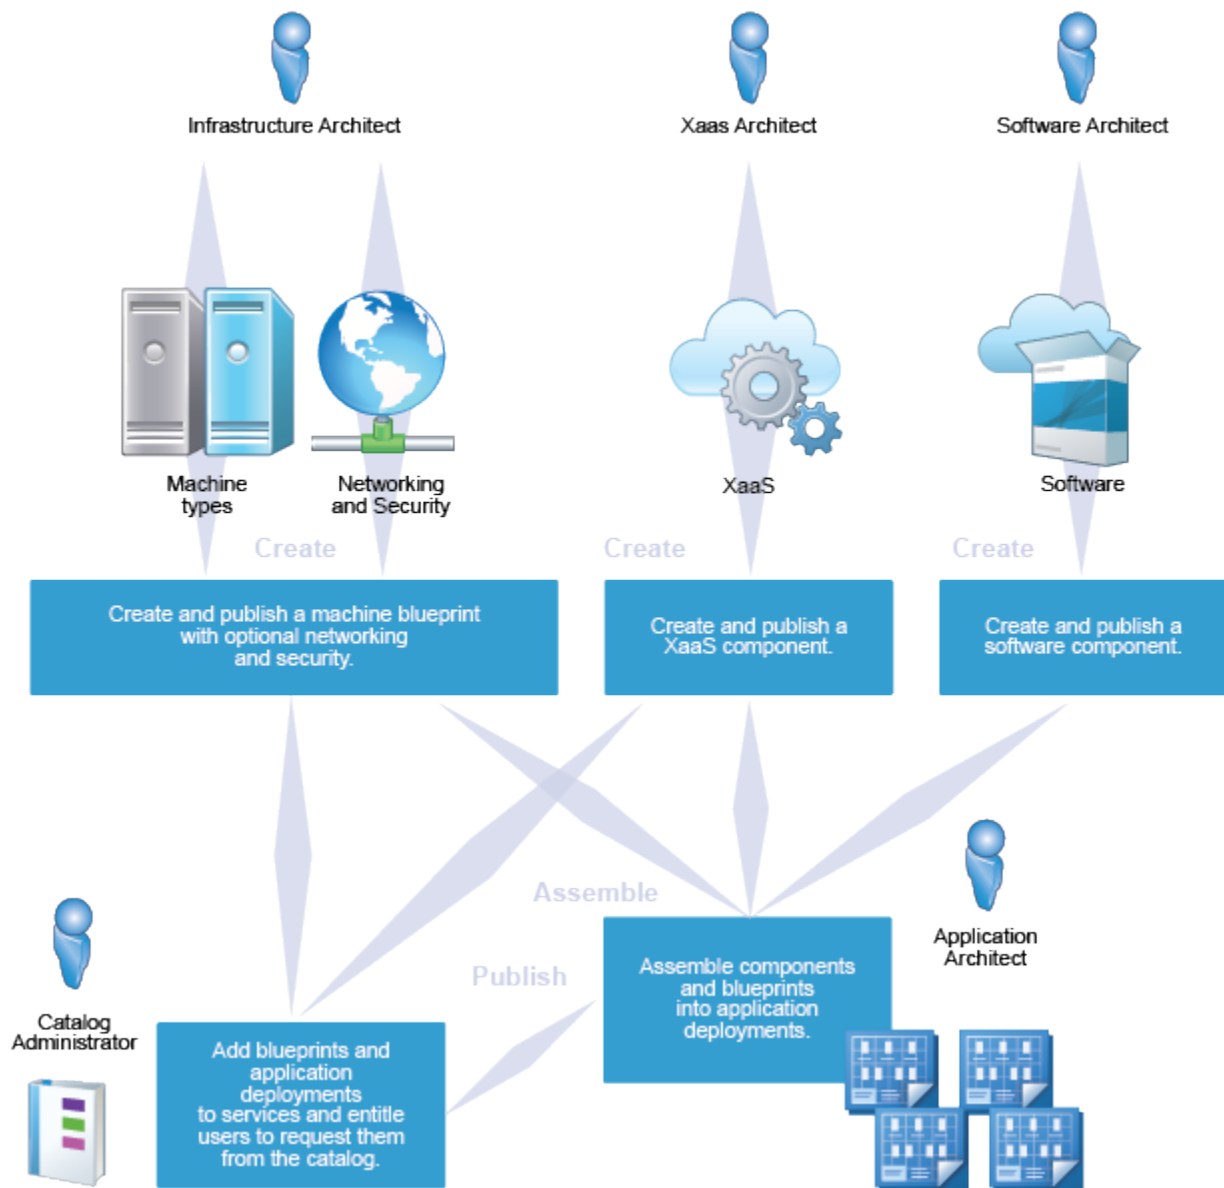 Infrastructure Architect
Xaas Architect
Software Architect
Machine
types
Networking
and Security
XaaS
Software
Create
Create
Create
Create and publish a machine blueprint
with optional networking
and security.
Create and publish a
XaaS component.
Create and publish a
software component.
Assemble
Application
Architect
Publish
Assemble components
and blueprints
into application
deployments.
Catalog
Administrator
Add blueprints and
application
deployments
to services and entitle
users to request them
from the catalog.